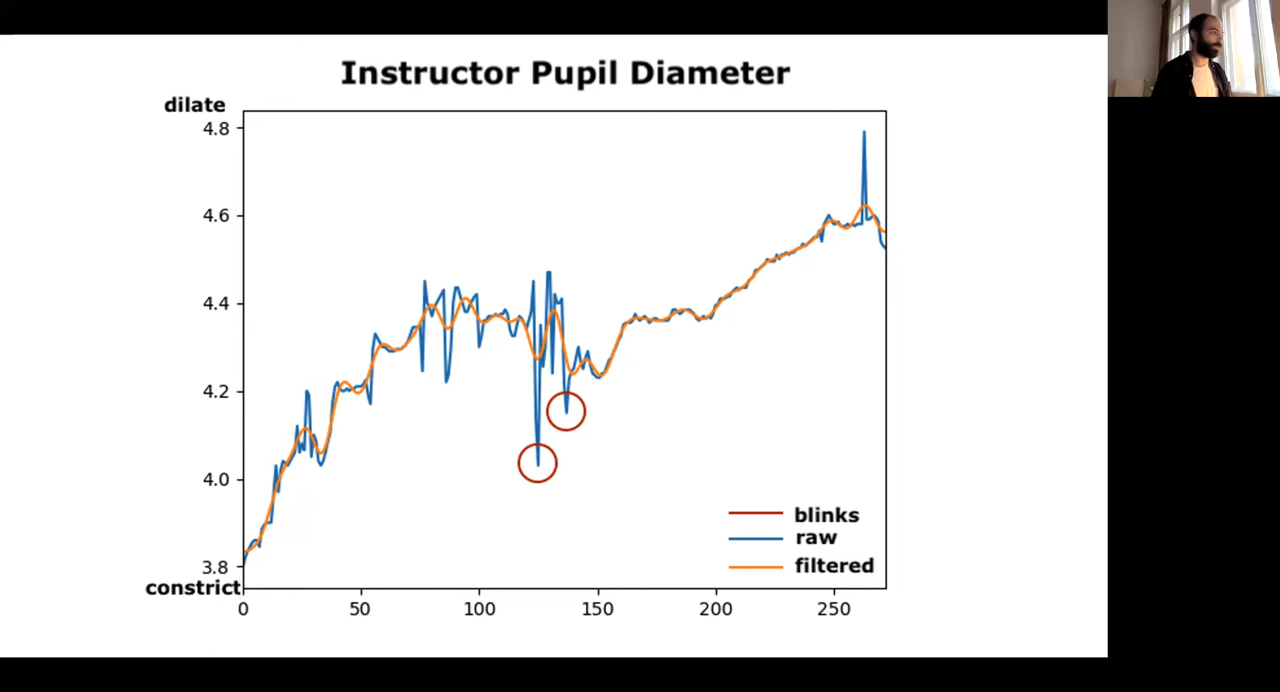 Instructor Pupil Diameter
dilate
4.8
4.6
4.4
4.2
4.0
3.8
constrict
0 50 100 150 200 250
blinks
raw
filtered